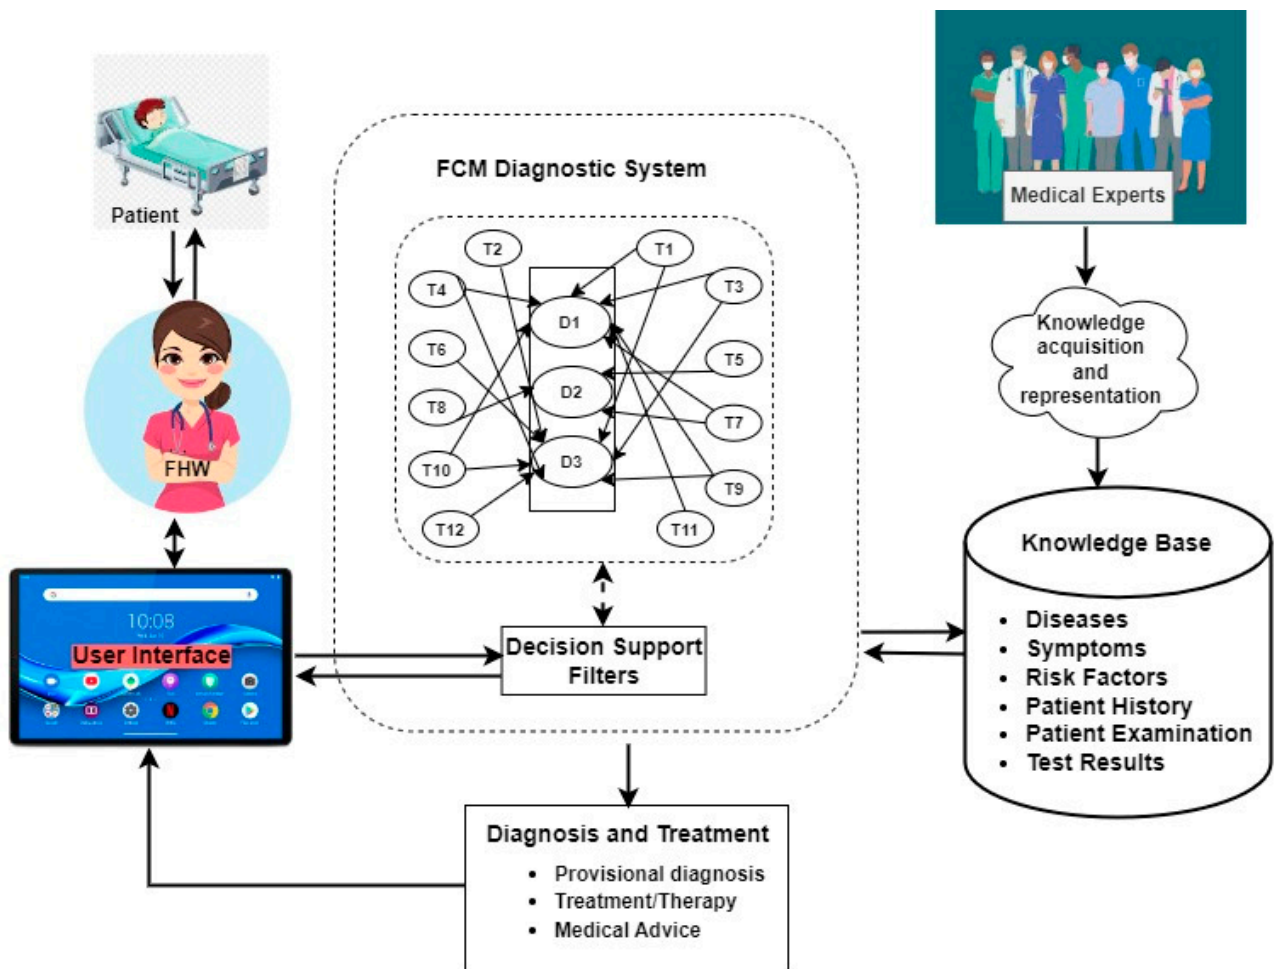 Patient
FHW
10:08
User Interface
FCM Diagnostic System
T2
T1
T4
T3
D1
T6
T5
D2
T8
T7
D3
T10
T9
T12
T11
Decision Support
Filters
Diagnosis and Treatment
• Provisional diagnosis
• Treatment/Therapy
• Medical Advice
Medical Experts
Knowledge
acquisition
and
representation
Knowledge Base
• Diseases
• Symptoms
• Risk Factors
• Patient History
• Patient Examination
• Test Results